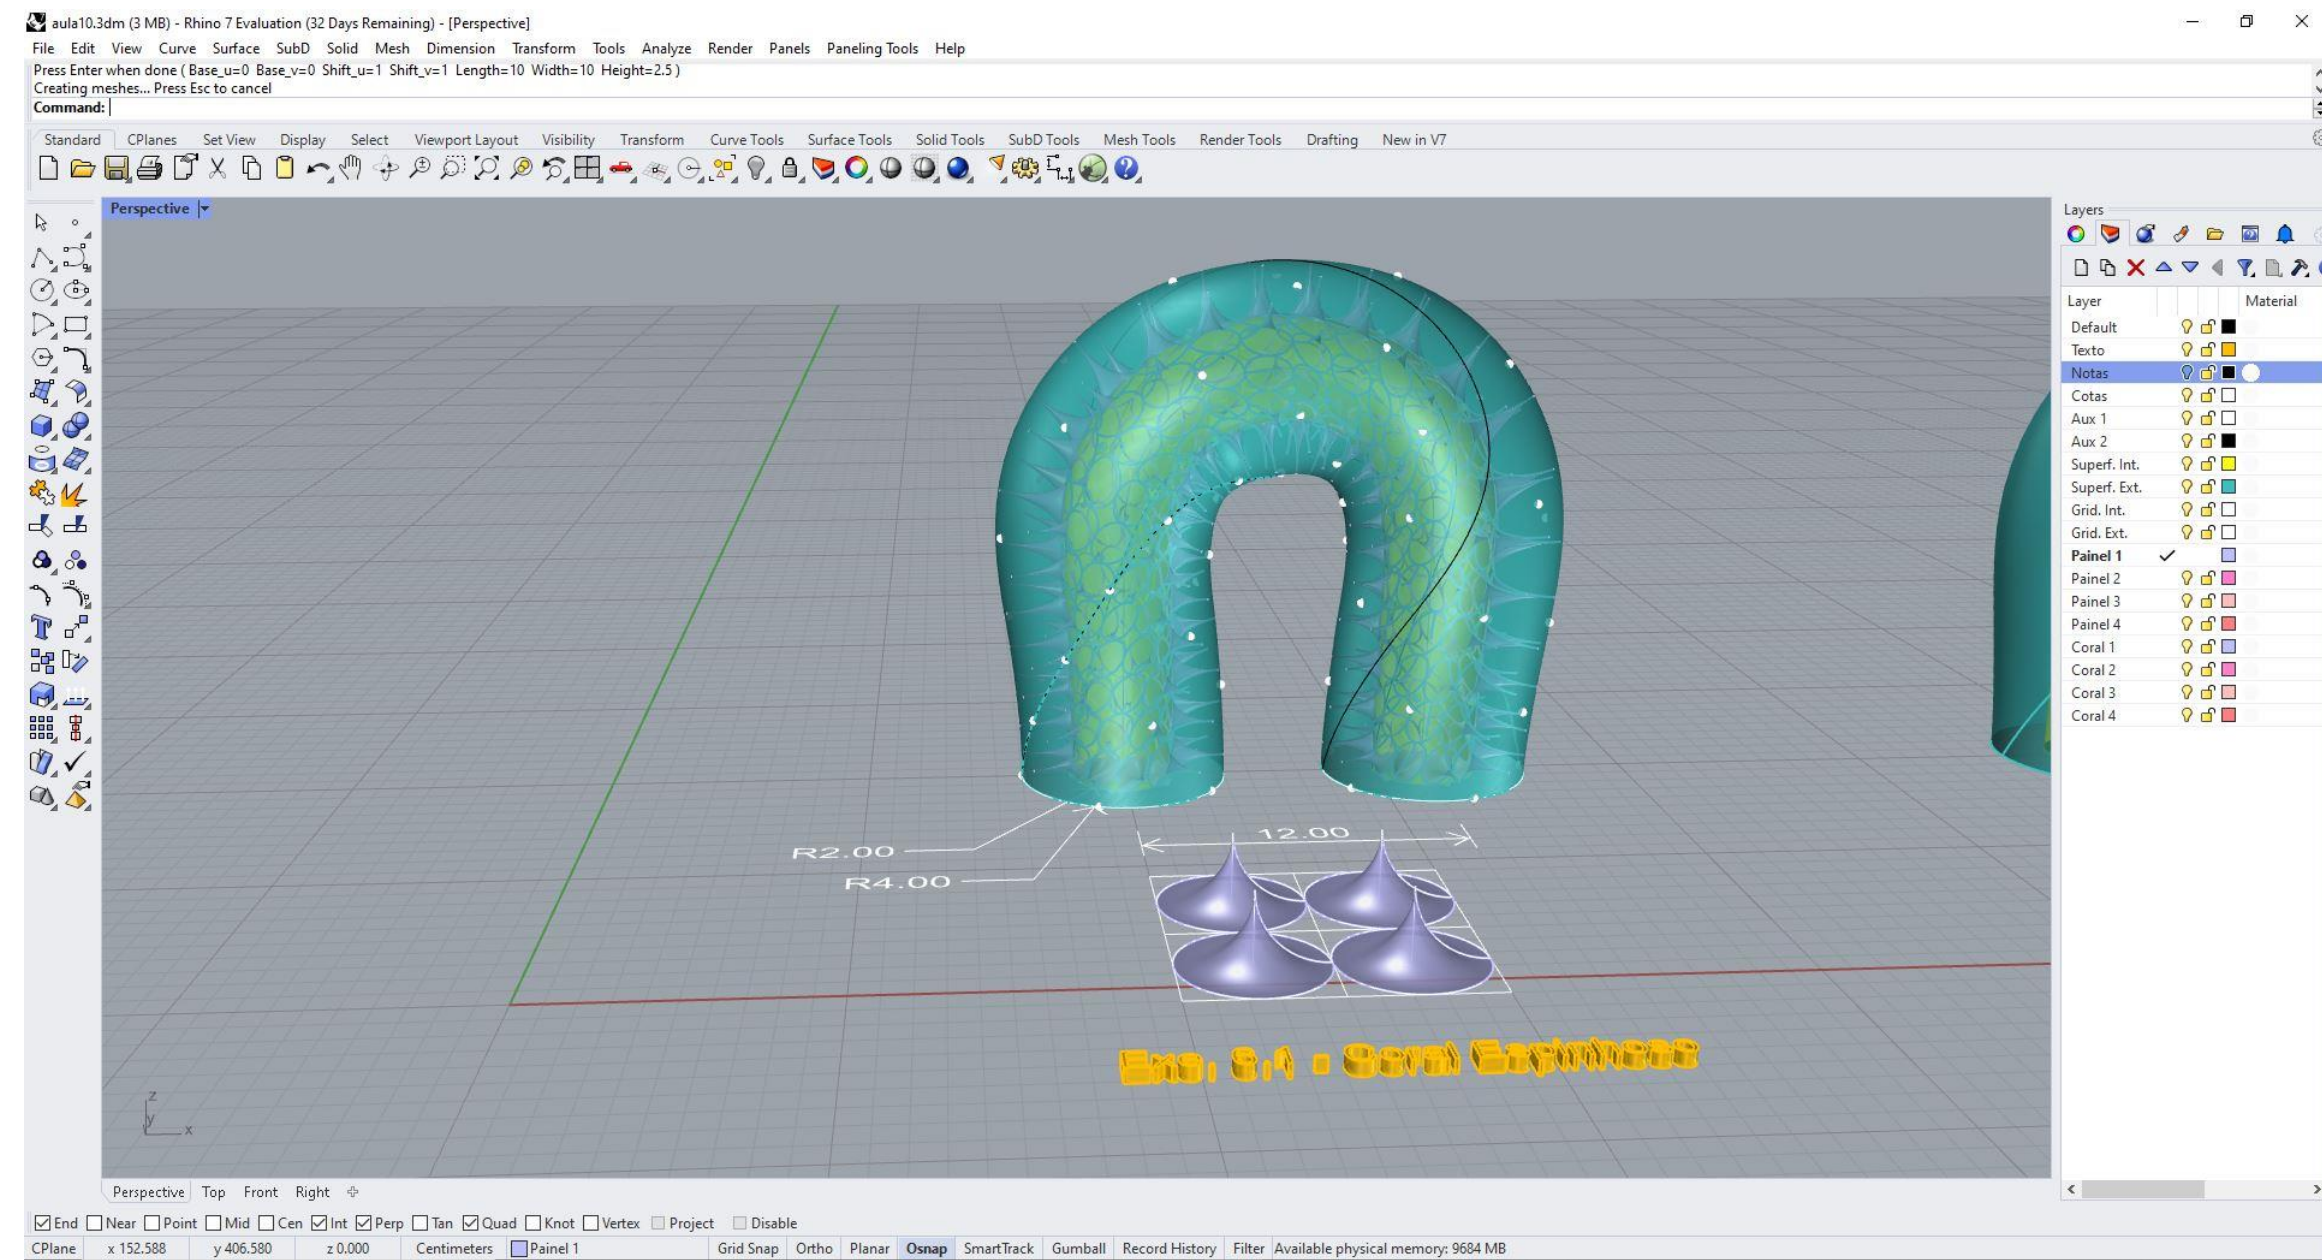 aula10.3dm (3 MB) - Rhino 7 Evaluation (32 Days Remaining) - [Perspective]
File Edit View Curve Surface SubD Solid Mesh Dimension Transform Tools Analyze Render Panels Paneling Tools Help
Press Enter when done ( Base_u=0 Base_v=0 Shift_u=1 Shift_v=1 Length=10 Width=10 Height=2.5 )
Creating meshes... Press Esc to cancel
Command:
Standard CPlanes Set View Display Select Viewport Layout Visibility Transform Curve Tools Surface Tools Solid Tools SubD Tools Mesh Tools Render Tools Drafting New in V7
Perspective
R2.00
R4.00
12.00
Exo. 8.4 - Coral Espinhoso
z
y
x
Layers
Layer Material
Default
Texto
Notas
Cotas
Aux 1
Aux 2
Superf. Int.
Superf. Ext.
Grid. Int.
Grid. Ext.
Painel 1
Painel 2
Painel 3
Painel 4
Coral 1
Coral 2
Coral 3
Coral 4
Perspective Top Front Right
End Near Point Mid Cen Int Perp Tan Quad Knot Vertex Project Disable
CPlane x 152.588 y 406.580 z 0.000 Centimeters Painel 1 Grid Snap Ortho Planar Osnap SmartTrack Gumball Record History Filter Available physical memory: 9684 MB